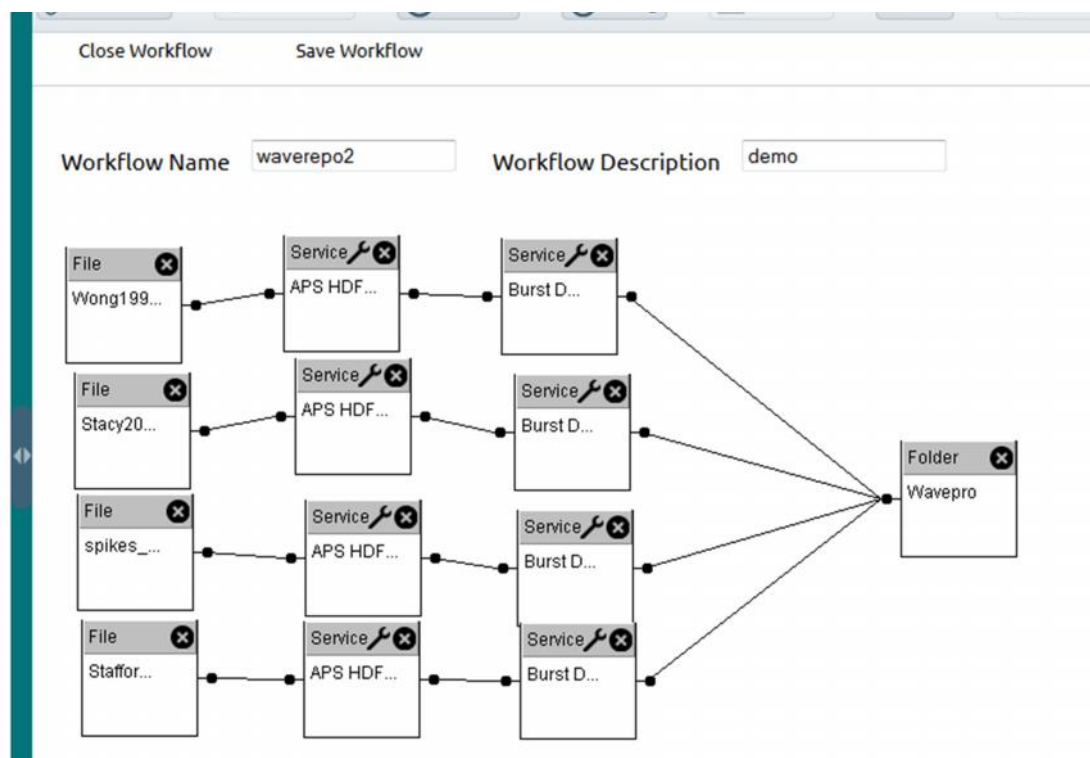 Close Workflow Save Workflow
Workflow Name waverepo2 Workflow Description demo
File Service Service
Wong199... APS HDF... Burst D...
File Service Service
Stacy20... APS HDF... Burst D...
Folder
Wavepro
File Service Service
spikes_... APS HDF... Burst D...
File Service Service
Staffor... APS HDF... Burst D...